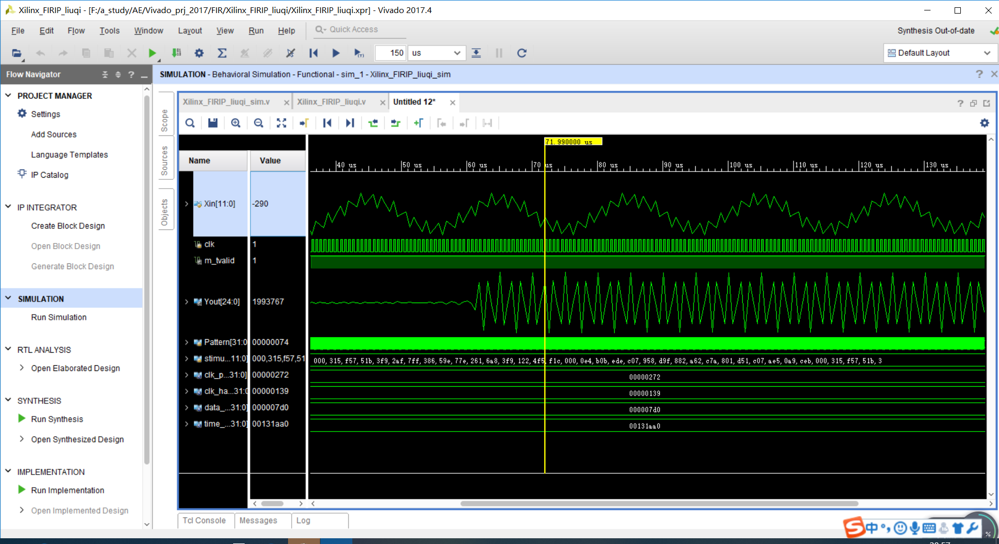 Xilinx_FIRIP_liuqi - [F:/a_study/AE/Vivado_prj_2017/FIR/Xilinx_FIRIP_liuqi/Xilinx_FIRIP_liuqi.xpr] - Vivado 2017.4
File Edit Flow Tools Window Layout View Run Help Quick Access Synthesis Out-of-date
150 us Default Layout
Flow Navigator
SIMULATION - Behavioral Simulation - Functional - sim_1 - Xilinx_FIRIP_liuqi_sim
PROJECT MANAGER
Settings
Add Sources
Language Templates
IP Catalog
IP INTEGRATOR
Create Block Design
Open Block Design
Generate Block Design
SIMULATION
Run Simulation
RTL ANALYSIS
Open Elaborated Design
SYNTHESIS
Run Synthesis
Open Synthesized Design
IMPLEMENTATION
Run Implementation
Open Implemented Design
Scope
Sources
Objects
Xilinx_FIRIP_liuqi_sim.v Xilinx_FIRIP_liuqi.v Untitled 12*
71.990000 us
Name Value
40 us 50 us 60 us 70 us 80 us 90 us 100 us 110 us 120 us 130 us
Xin[11:0] -290
clk 1
m_tvalid 1
Yout[24:0] 1993767
Pattern[31:0 00000074
stimu...11:0] 000,315,f57,51 000, 315, f57, 51b, 3f9, 2af, 7ff, 386, 59e, 77e, 261, 6a8, 3f9, 122, 4f5, f1c, 000, 0e4, b0b, ede, c07, 958, d9f, 882, a62, c7a, 801, d51, c07, ae5, 0a9, ceb, 000, 315, f57, 51b, 3
clk_p...31:0] 00000272 00000272
clk_ha...31:0 00000139 00000139
data_...31:0] 000007d0 000007d0
time_...31:0] 00131aa0 00131aa0
Tcl Console Messages Log
S中
%